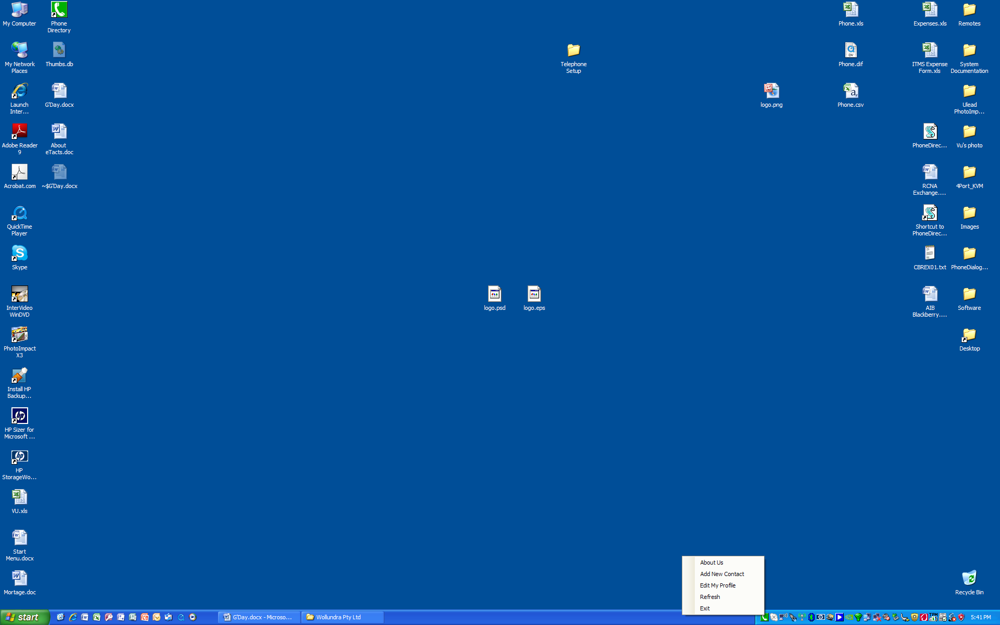 My Computer
Phone
Directory
My Network
Places
Thumbs.db
Launch
Inter...
G'Day.docx
Adobe Reader
9
About
eTacts.doc
Acrobat.com
~$G'Day.docx
QuickTime
Player
Skype
InterVideo
WinDVD
PhotoImpact
X3
Install HP
Backup...
HP Sizer for
Microsoft ...
HP
StorageWo...
VU.xls
Start
Menu.docx
Mortage.doc
Telephone
Setup
logo.psd
logo.eps
logo.png
Phone.xls
Phone.dif
Phone.csv
Expenses.xls
ITMS Expense
Form.xls
PhoneDirec...
RCNA
Exchange....
Shortcut to
PhoneDirec...
CBREX01.txt
AIB
Blackberry....
Remotes
System
Documentation
Ulead
PhotoImp...
Vu's photo
4Port_KVM
Images
PhoneDialog...
Software
Desktop
Recycle Bin
About Us
Add New Contact
Edit My Profile
Refresh
Exit
start
G'Day.docx - Microso...
Wollundra Pty Ltd
5:41 PM